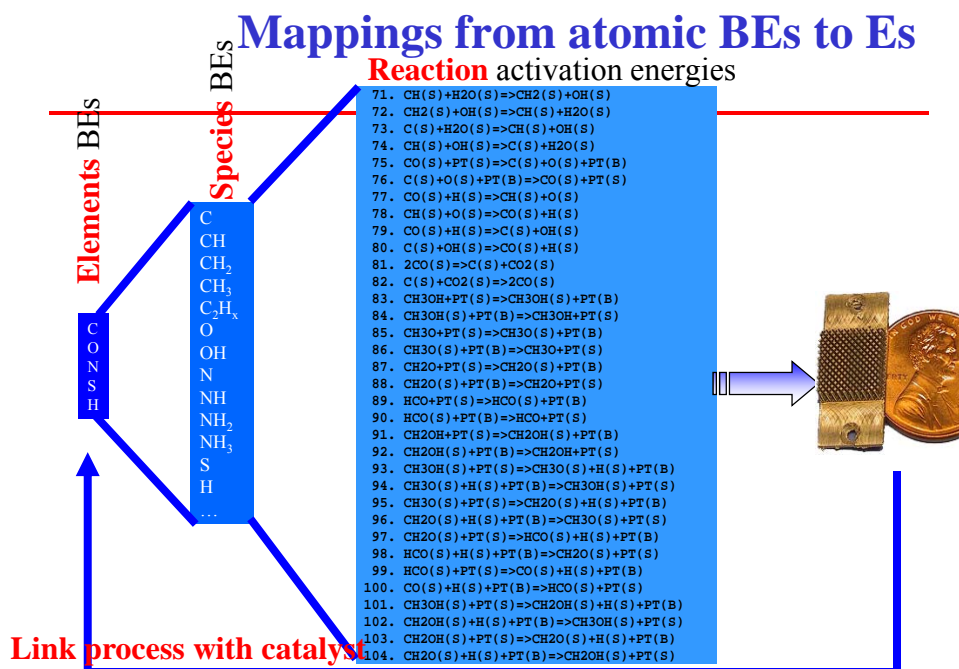 Mappings from atomic BEs to Es
Reaction activation energies
Elements BEs
Species BEs
C
O
N
S
H
C
CH
CH2
CH3
C2Hx
O
OH
N
NH
NH2
NH3
S
H
…
71. CH(S)+H2O(S)=>CH2(S)+OH(S)
72. CH2(S)+OH(S)=>CH(S)+H2O(S)
73. C(S)+H2O(S)=>CH(S)+OH(S)
74. CH(S)+OH(S)=>C(S)+H2O(S)
75. CO(S)+PT(S)=>C(S)+O(S)+PT(B)
76. C(S)+O(S)+PT(B)=>CO(S)+PT(S)
77. CO(S)+H(S)=>CH(S)+O(S)
78. CH(S)+O(S)=>CO(S)+H(S)
79. CO(S)+H(S)=>C(S)+OH(S)
80. C(S)+OH(S)=>CO(S)+H(S)
81. 2CO(S)=>C(S)+CO2(S)
82. C(S)+CO2(S)=>2CO(S)
83. CH3OH+PT(S)=>CH3OH(S)+PT(B)
84. CH3OH(S)+PT(B)=>CH3OH+PT(S)
85. CH3O+PT(S)=>CH3O(S)+PT(B)
86. CH3O(S)+PT(B)=>CH3O+PT(S)
87. CH2O+PT(S)=>CH2O(S)+PT(B)
88. CH2O(S)+PT(B)=>CH2O+PT(S)
89. HCO+PT(S)=>HCO(S)+PT(B)
90. HCO(S)+PT(B)=>HCO+PT(S)
91. CH2OH+PT(S)=>CH2OH(S)+PT(B)
92. CH2OH(S)+PT(B)=>CH2OH+PT(S)
93. CH3OH(S)+PT(S)=>CH3O(S)+H(S)+PT(B)
94. CH3O(S)+H(S)+PT(B)=>CH3OH(S)+PT(S)
95. CH3O(S)+PT(S)=>CH2O(S)+H(S)+PT(B)
96. CH2O(S)+H(S)+PT(B)=>CH3O(S)+PT(S)
97. CH2O(S)+PT(S)=>HCO(S)+H(S)+PT(B)
98. HCO(S)+H(S)+PT(B)=>CH2O(S)+PT(S)
99. HCO(S)+PT(S)=>CO(S)+H(S)+PT(B)
100. CO(S)+H(S)+PT(B)=>HCO(S)+PT(S)
101. CH3OH(S)+PT(S)=>CH2OH(S)+H(S)+PT(B)
102. CH2OH(S)+H(S)+PT(B)=>CH3OH(S)+PT(S)
103. CH2OH(S)+PT(S)=>CH2O(S)+H(S)+PT(B)
104. CH2O(S)+H(S)+PT(B)=>CH2OH(S)+PT(S)
GOD WE
Link process with catalyst